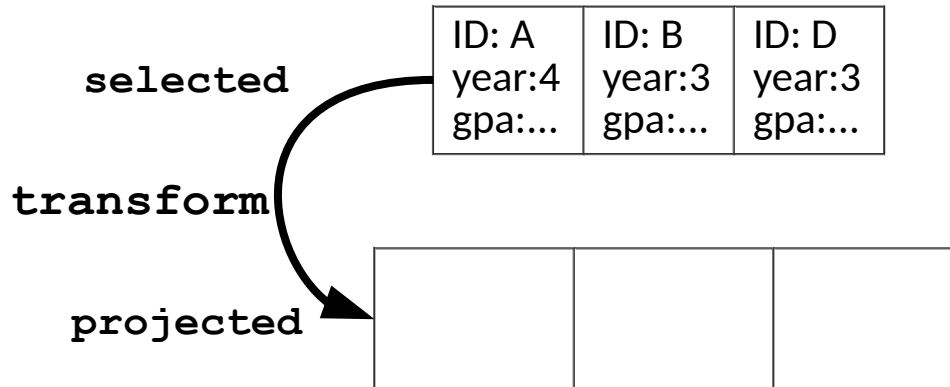 selected
ID: A
year:4
gpa:...
ID: B
year:3
gpa:...
ID: D
year:3
gpa:...
transform
projected